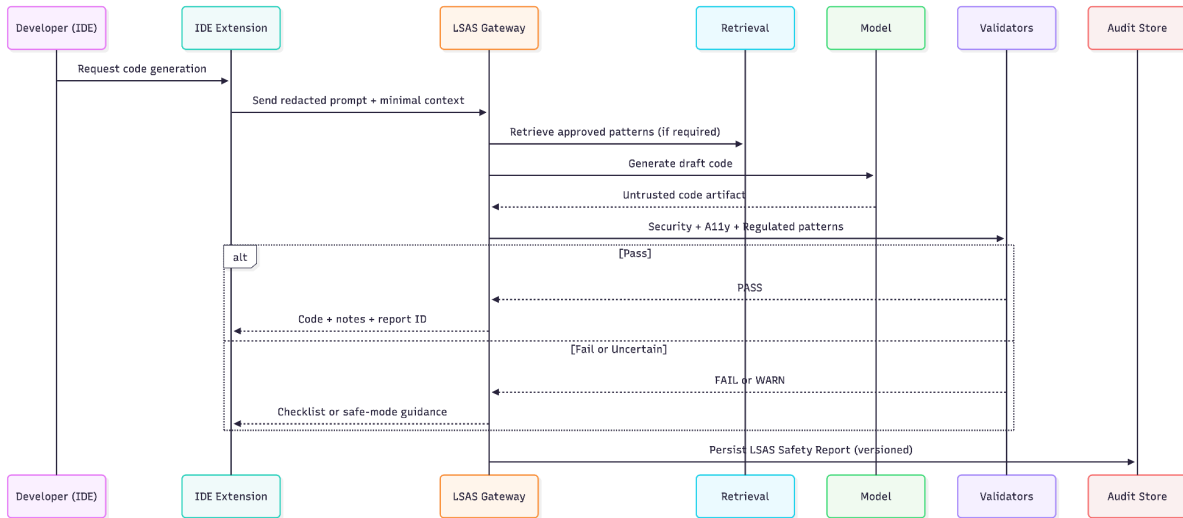 Developer (IDE)
IDE Extension
LSAS Gateway
Retrieval
Model
Validators
Audit Store
Request code generation
Send redacted prompt + minimal context
Retrieve approved patterns (if required)
Generate draft code
Untrusted code artifact
Security + A11y + Regulated patterns
alt
[Pass]
PASS
Code + notes + report ID
[Fail or Uncertain]
FAIL or WARN
Checklist or safe-mode guidance
Persist LSAS Safety Report (versioned)
Developer (IDE)
IDE Extension
LSAS Gateway
Retrieval
Model
Validators
Audit Store